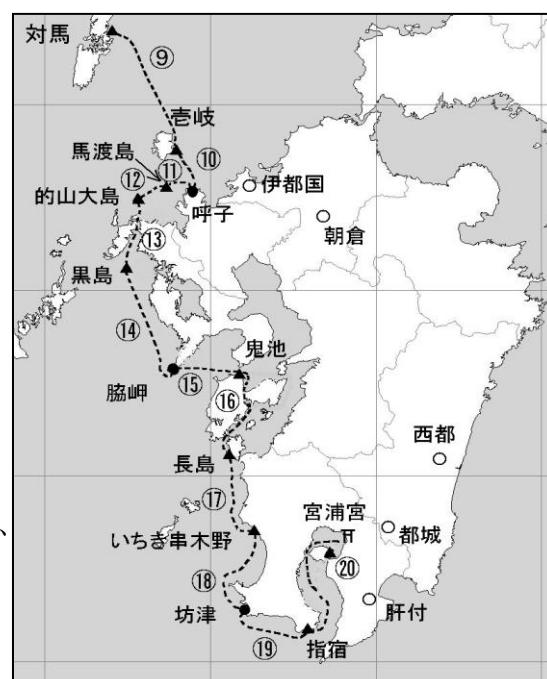 対馬
⑨
壱岐
馬渡島
⑪
⑩
⑫
伊都国
的山大島
呼子
朝倉
⑬
黒島
⑭
鬼池
脇岬
⑮
⑯
西都
長島
⑰
宮浦宮
都城
、
いちき串木野
⑳
⑱
肝付
坊津
⑲
指宿